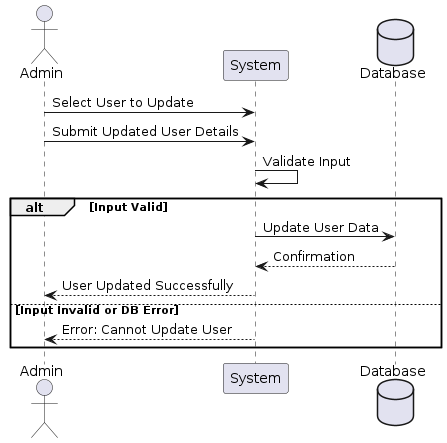 Admin
System
Database
Select User to Update
Submit Updated User Details
Validate Input
alt [Input Valid]
Update User Data
Confirmation
User Updated Successfully
[Input Invalid or DB Error]
Error: Cannot Update User
Admin
System
Database